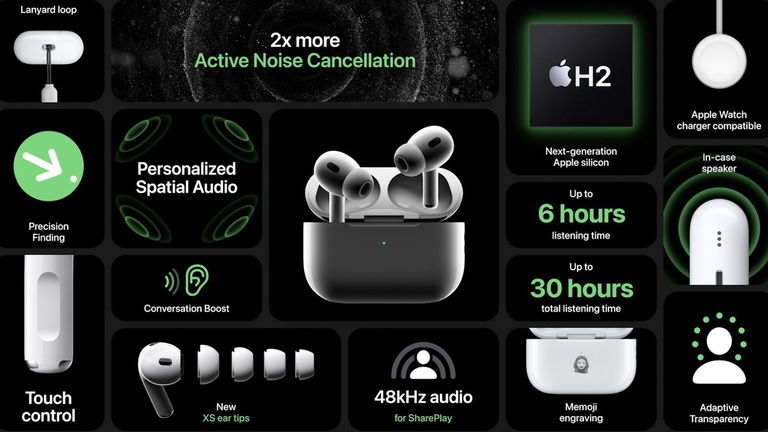 Lanyard loop
2x more
Active Noise Cancellation
H2
Next-generation
Apple silicon
Apple Watch
charger compatible
Precision
Finding
Personalized
Spatial Audio
In-case
speaker
Up to
6 hours
listening time
Conversation Boost
Up to
30 hours
total listening time
Touch
control
New
XS ear tips
48kHz audio
for SharePlay
Memoji
engraving
Adaptive
Transparency